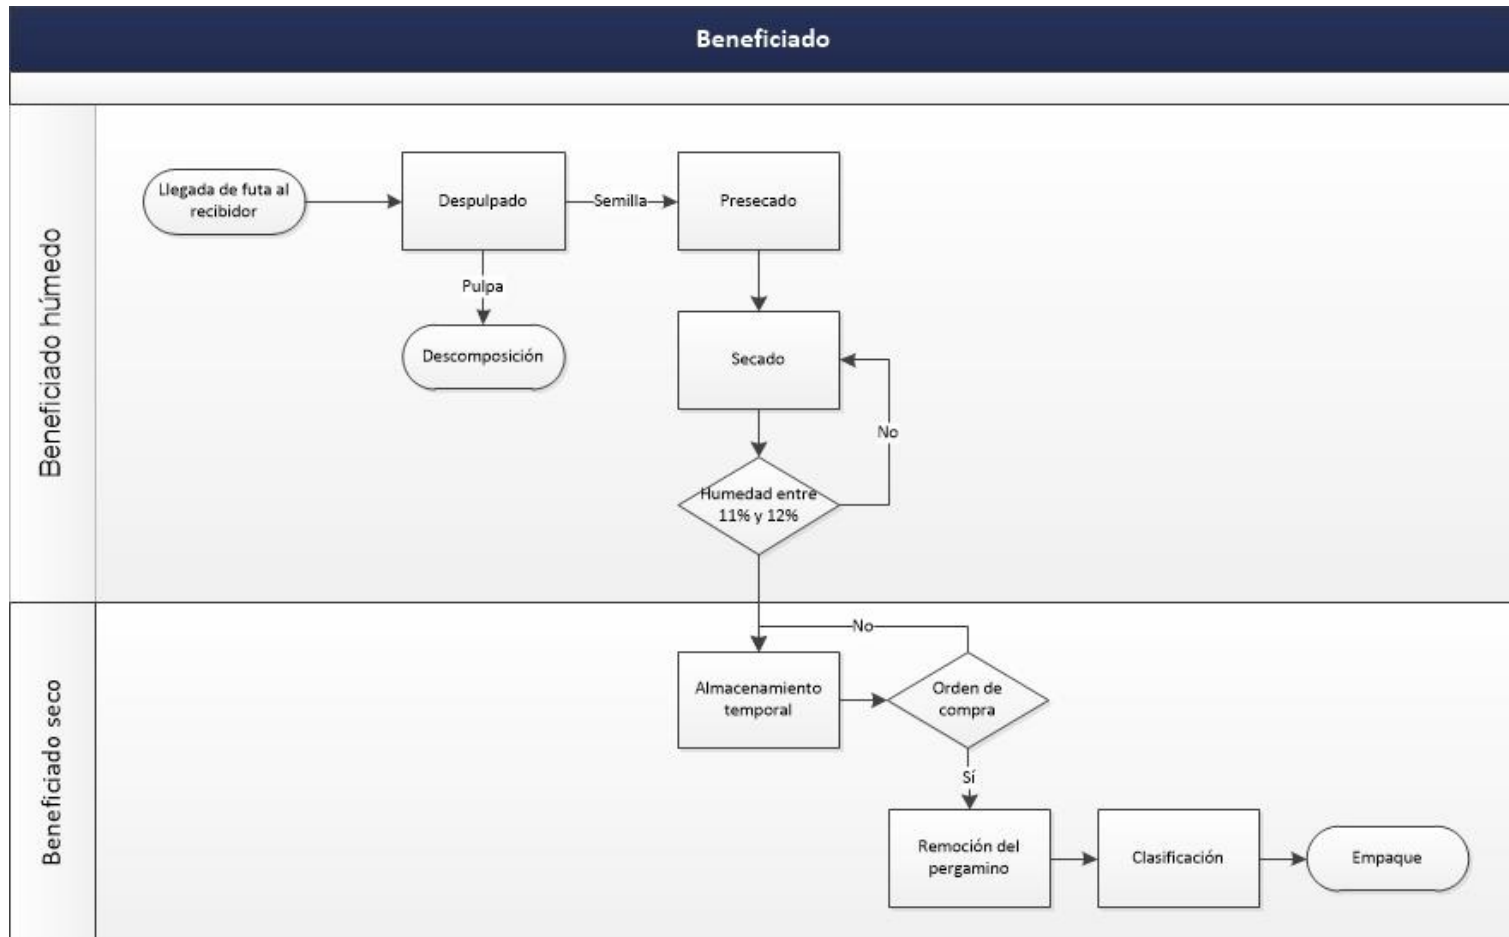 Beneficiado
Beneficiado húmedo
Llegada de futa al
recibidor
Despulpado
Semilla
Presecado
Pulpa
Descomposición
Secado
No
Humedad entre
11% y 12%
Beneficiado seco
No
Almacenamiento
temporal
Orden de
compra
Sí
Remoción del
pergamino
Clasificación
Empaque